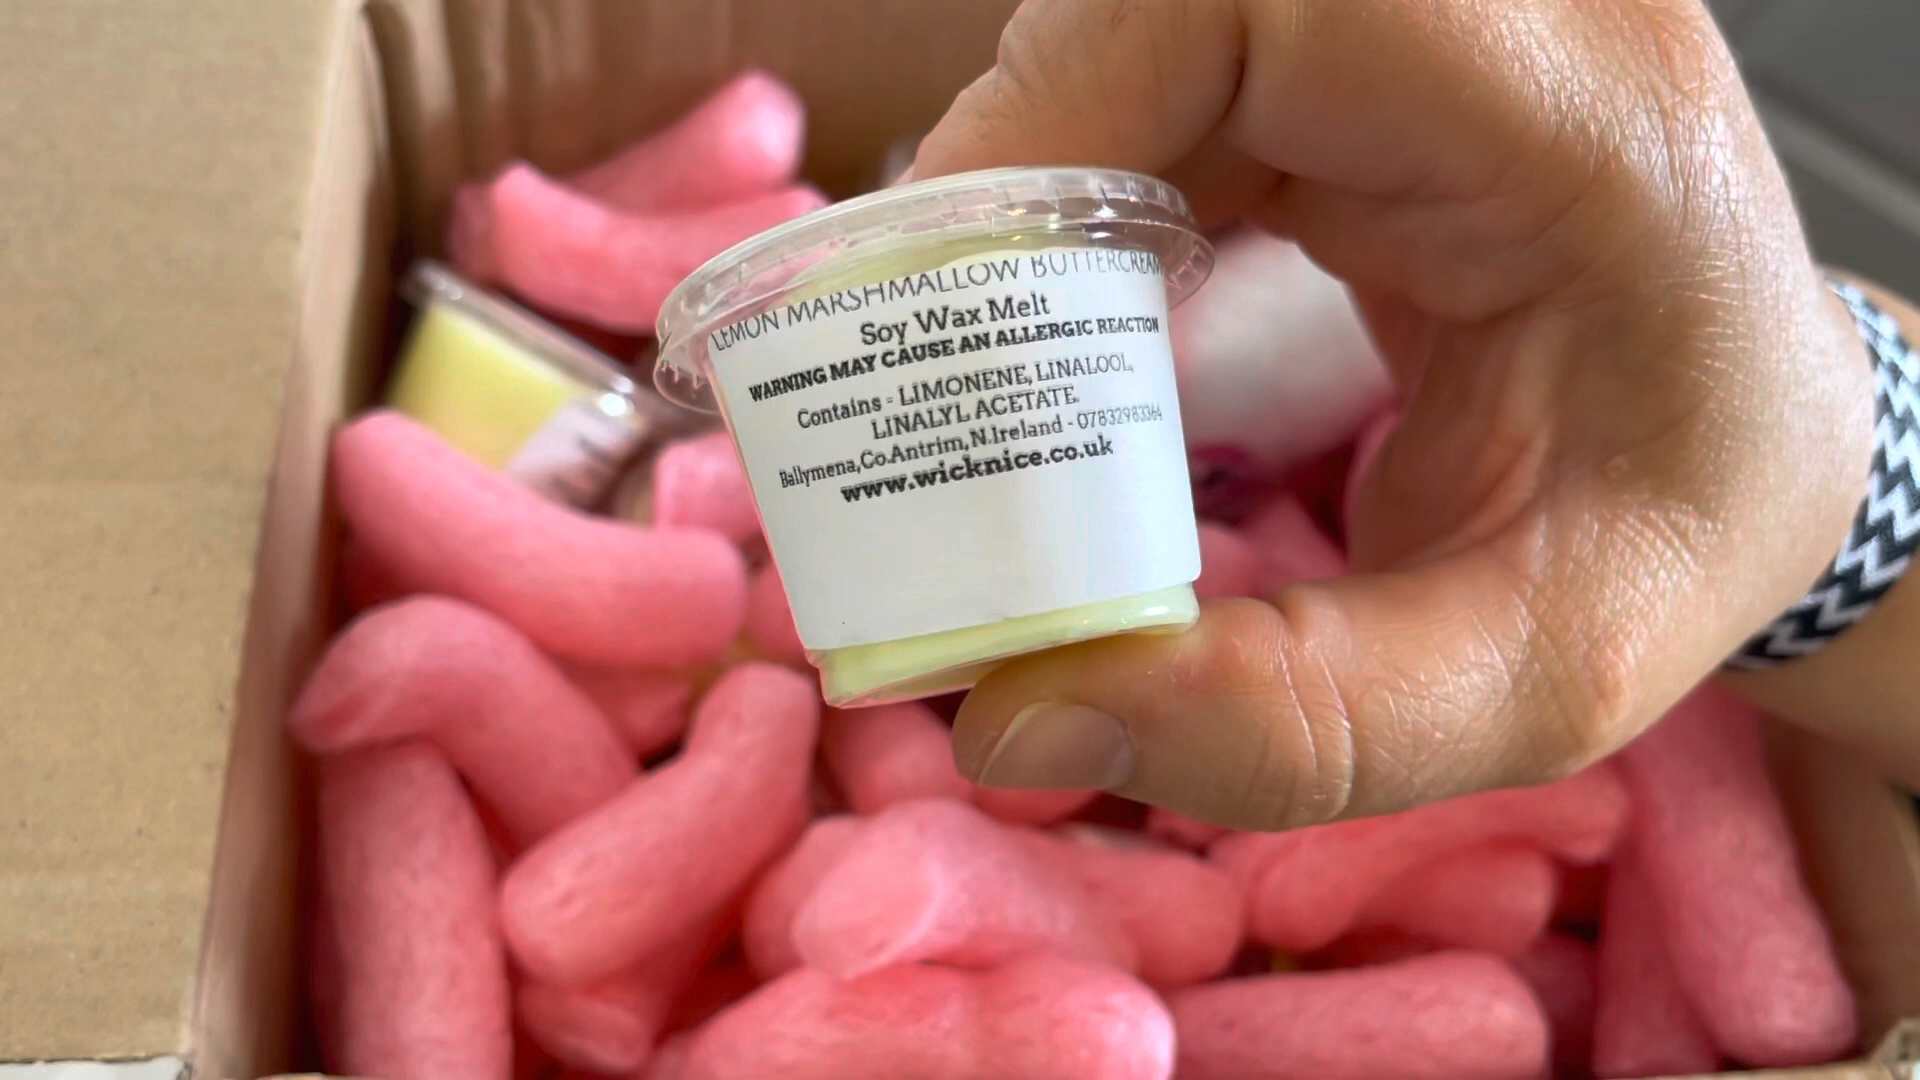 LEMON MARSHMALLOW BUTTERCREAM
Soy Wax Melt
WARNING MAY CAUSE AN ALLERGIC REACTION
Contains - LIMONENE, LINALOOL,
LINALYL ACETATE.
Ballymena,Co.Antrim,N.Ireland - 07832983364
www.wicknice.co.uk